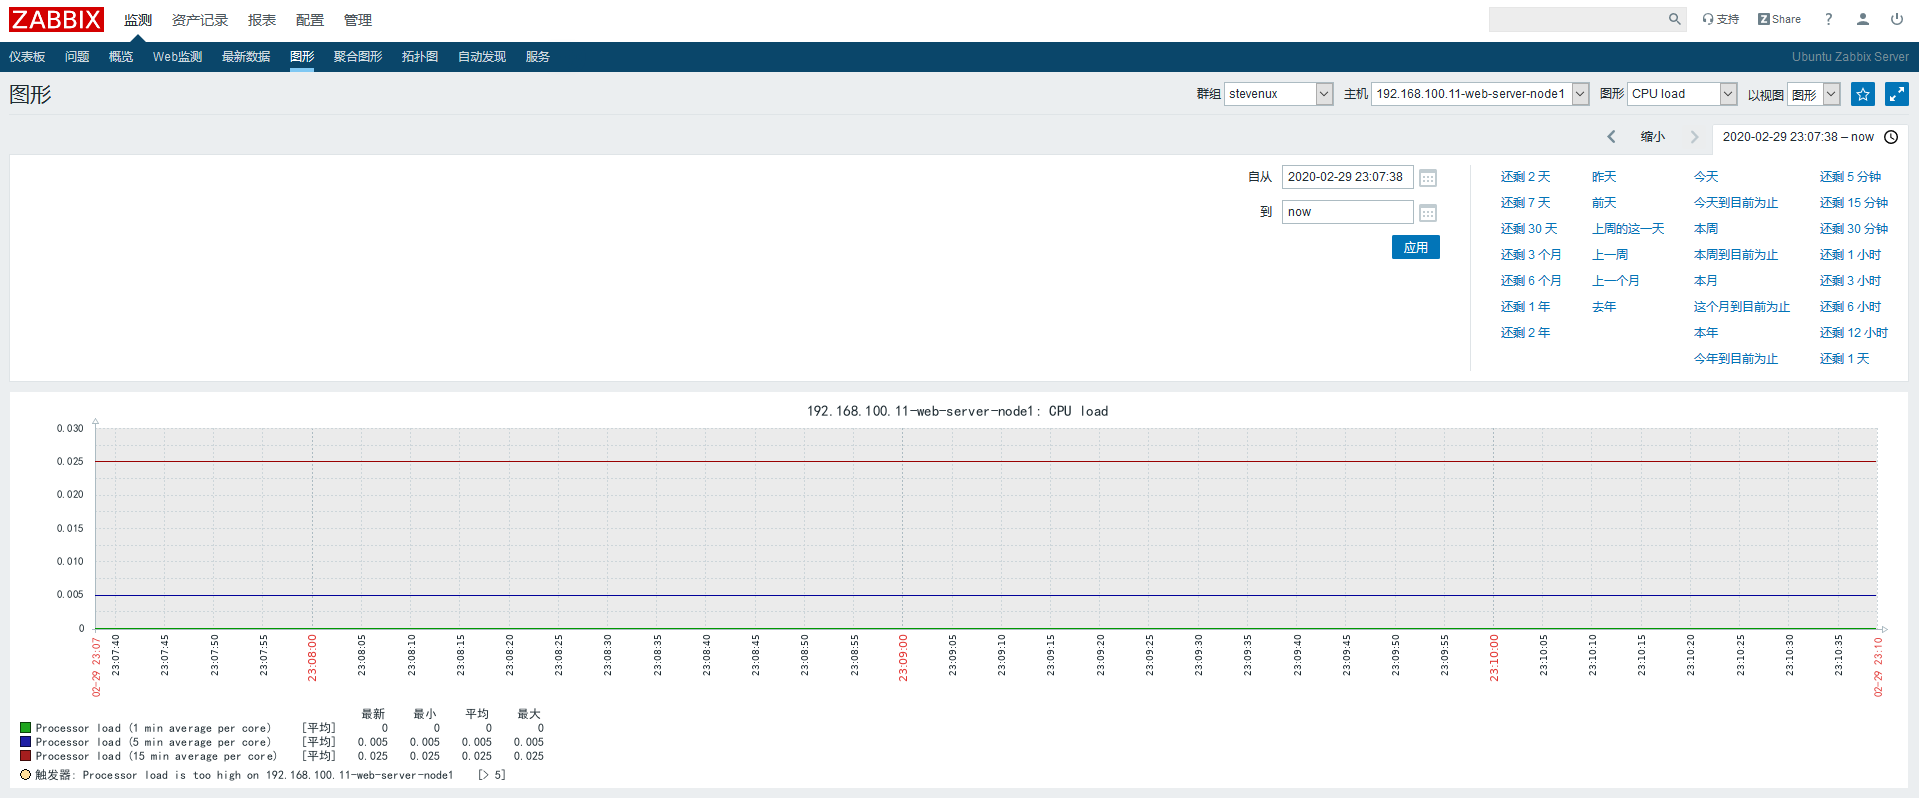 ZABBIX 监测 资产记录 报表 配置 管理 支持 Share ?
仪表板 问题 概览 Web监测 最新数据 图形 聚合图形 拓扑图 自动发现 服务 Ubuntu Zabbix Server
图形 群组 stevenux 主机 192.168.100.11-web-server-node1 图形 CPU load 以视图 图形
缩小 2020-02-29 23:07:38 – now
自从 2020-02-29 23:07:38
到 now
应用
还剩 2 天 昨天 今天 还剩 5 分钟
还剩 7 天 前天 今天到目前为止 还剩 15 分钟
还剩 30 天 上周的这一天 本周 还剩 30 分钟
还剩 3 个月 上一周 本周到目前为止 还剩 1 小时
还剩 6 个月 上一个月 本月 还剩 3 小时
还剩 1 年 去年 这个月到目前为止 还剩 6 小时
还剩 2 年 本年 还剩 12 小时
今年到目前为止 还剩 1 天
192.168.100.11-web-server-node1: CPU load
0.030
0.025
0.020
0.015
0.010
0.005
0
02-29 23:07 23:07:40 23:07:45 23:07:50 23:07:55 23:08:00 23:08:05 23:08:10 23:08:15 23:08:20 23:08:25 23:08:30 23:08:35 23:08:40 23:08:45 23:08:50 23:08:55 23:09:00 23:09:05 23:09:10 23:09:15 23:09:20 23:09:25 23:09:30 23:09:35 23:09:40 23:09:45 23:09:50 23:09:55 23:10:00 23:10:05 23:10:10 23:10:15 23:10:20 23:10:25 23:10:30 23:10:35 02-29 23:10
最新 最小 平均 最大
Processor load (1 min average per core) [平均] 0 0 0 0
Processor load (5 min average per core) [平均] 0.005 0.005 0.005 0.005
Processor load (15 min average per core) [平均] 0.025 0.025 0.025 0.025
触发器: Processor load is too high on 192.168.100.11-web-server-node1 [> 5]